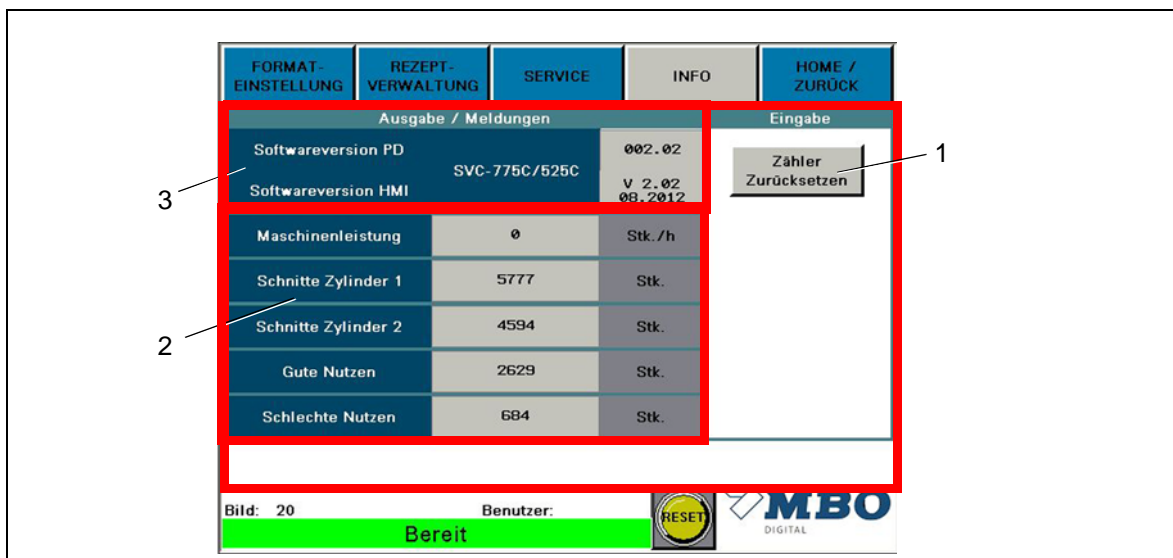 FORMAT-
EINSTELLUNG
REZEPT-
VERWALTUNG
SERVICE
INFO
HOME /
ZURÜCK
Ausgabe / Meldungen
Eingabe
Softwareversion PD
SVC-775C/525C
002.02
Softwareversion HMI
V 2.02
08.2012
Zähler
Zurücksetzen
1
3
Maschinenleistung 0 Stk./h
Schnitte Zylinder 1 5777 Stk.
Schnitte Zylinder 2 4594 Stk.
2
Gute Nutzen 2629 Stk.
Schlechte Nutzen 684 Stk.
Bild: 20 Benutzer:
Bereit
RESET
MBO
DIGITAL